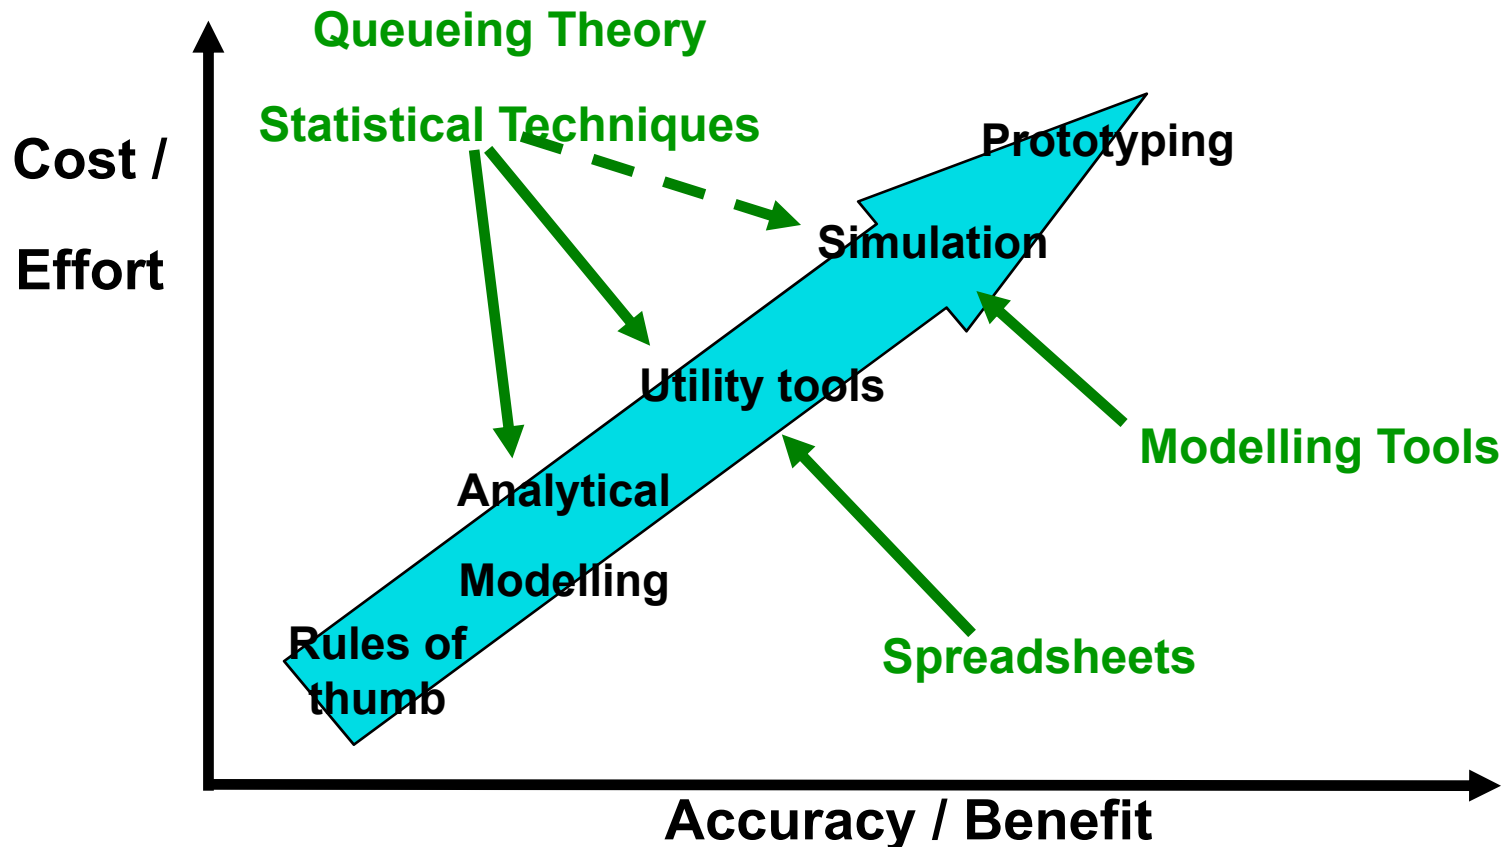 Queueing Theory
Statistical Techniques
Cost /
Effort
Prototyping
Simulation
Utility tools
Modelling Tools
Analytical
Modelling
Rules of
thumb
Spreadsheets
Accuracy / Benefit